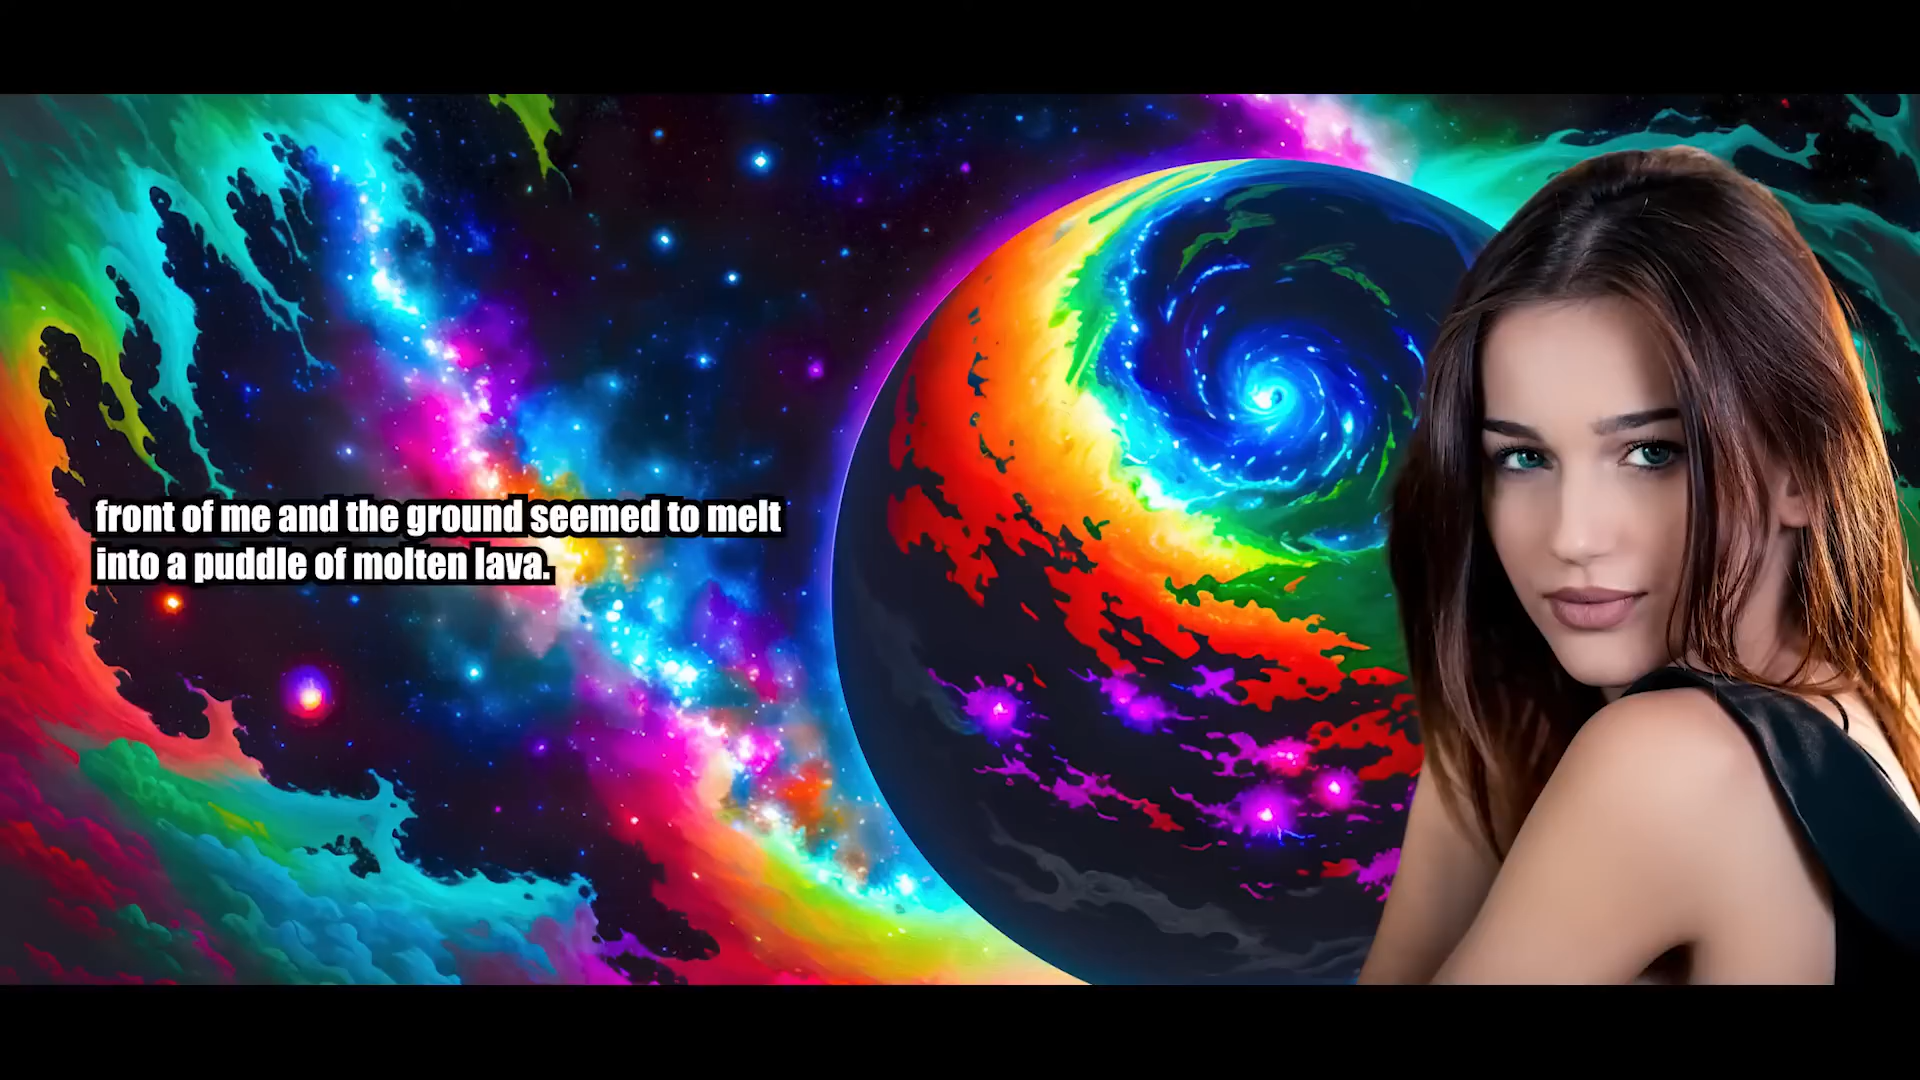 front of me and the ground seemed to melt
into a puddle of molten lava.